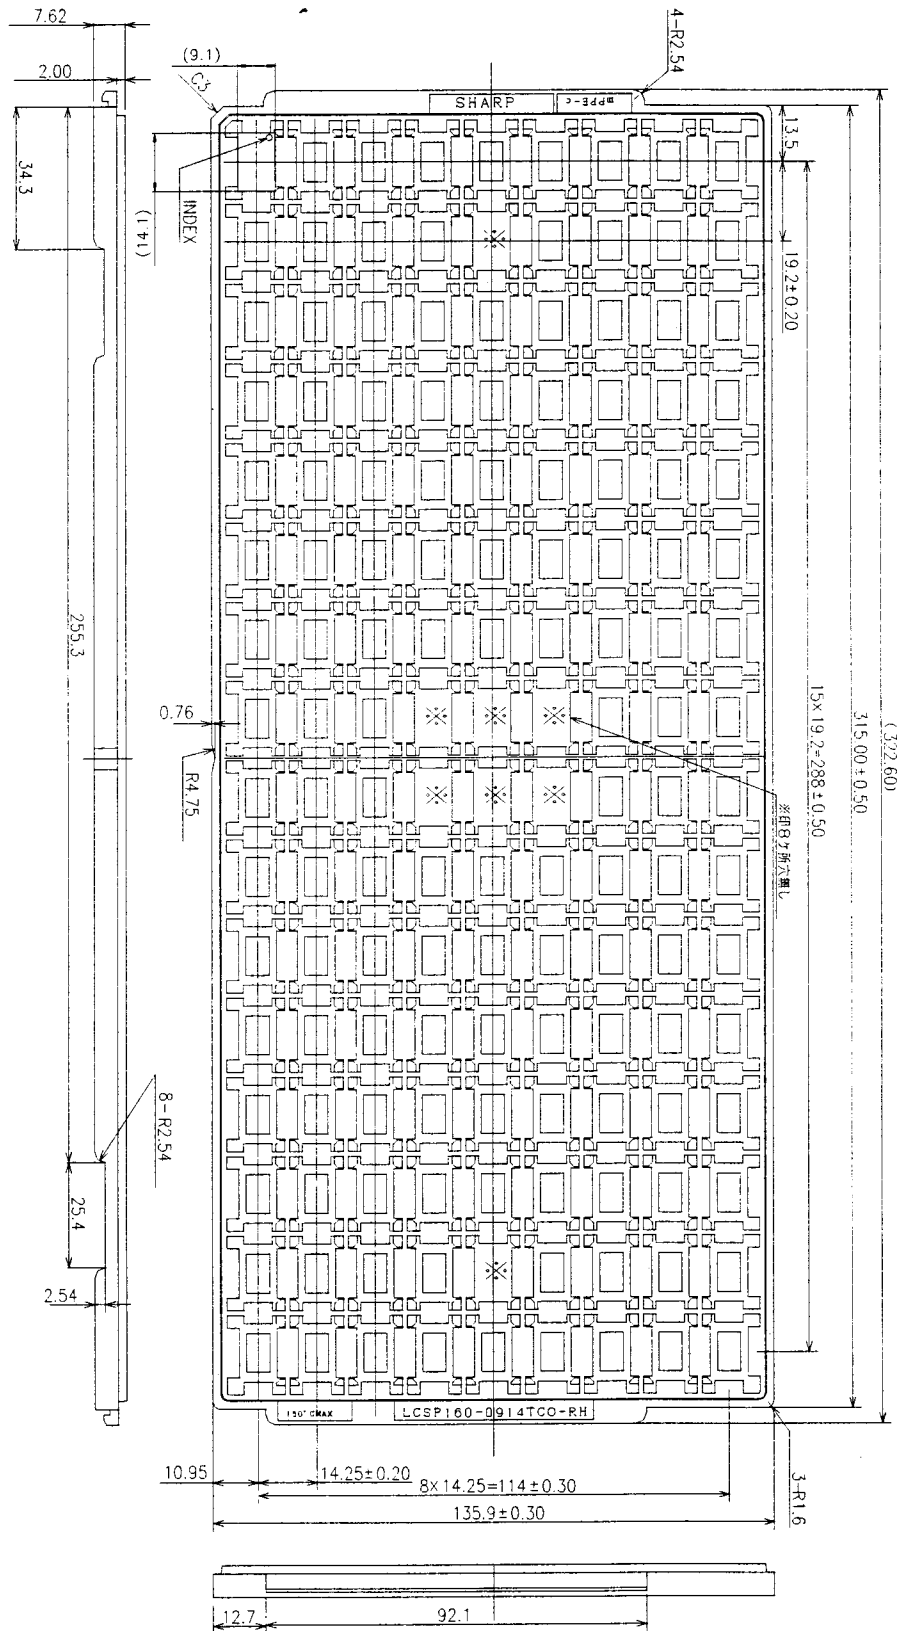 7.62
2.00
(9.1)
C3
4-R2.54
SHARP
mPPE-c
13.5
34.3
(14.1)
INDEX
19.2±0.20
255.3
0.76
R4.75
15×19.2=288±0.50
315.00±0.50
(322.60)
※
※ ※ ※
※ ※ ※
※印8ヶ所穴無し
8-R2.54
25.4
2.54
※
150°CMAX
LCSP160-0914TCO-RH
10.95
14.25±0.20
8×14.25=114±0.30
135.9±0.30
3-R1.6
12.7
92.1